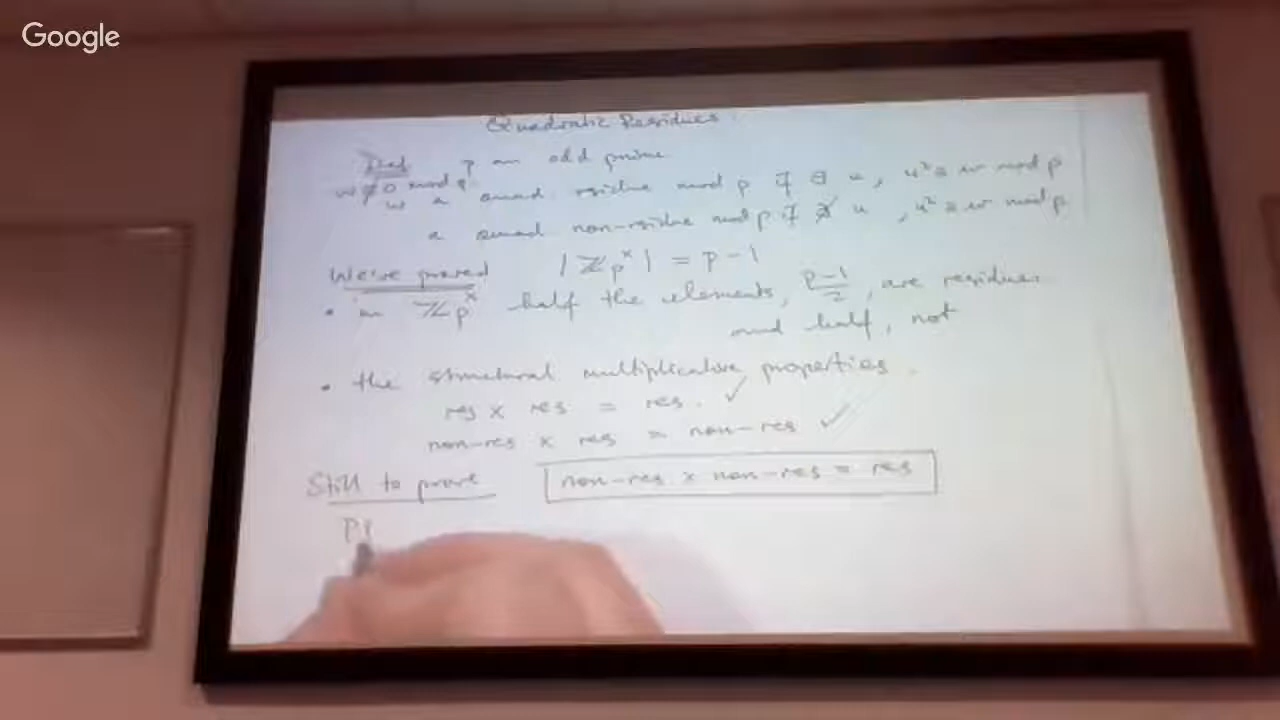 Google
Quadratic Residues
Def p an odd prime
w ≢ 0 mod p
w a quad. residue mod p if ∃ u, u² ≡ w mod p
a quad non-residue mod p if ∄ u, u² ≡ w mod p
We've proved |ℤp^×| = p-1
• in ℤp^× half the elements, (p-1)/2, are residues
and half, not
• the structural multiplicative properties.
res × res = res. ✓
non-res × res = non-res ✓
Still to prove non-res × non-res = res